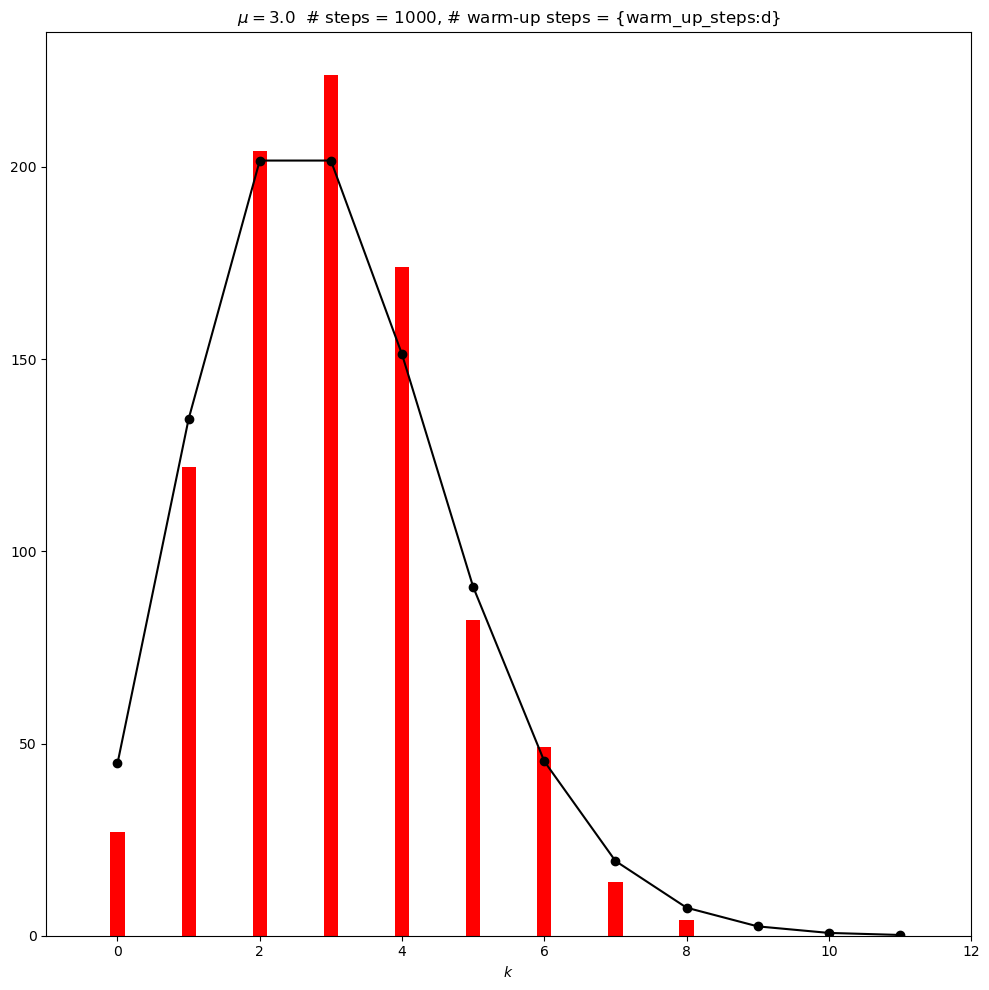 μ = 3.0 # steps = 1000, # warm-up steps = {warm_up_steps:d}
200
150
100
50
0
0 2 4 6 8 10 12
k